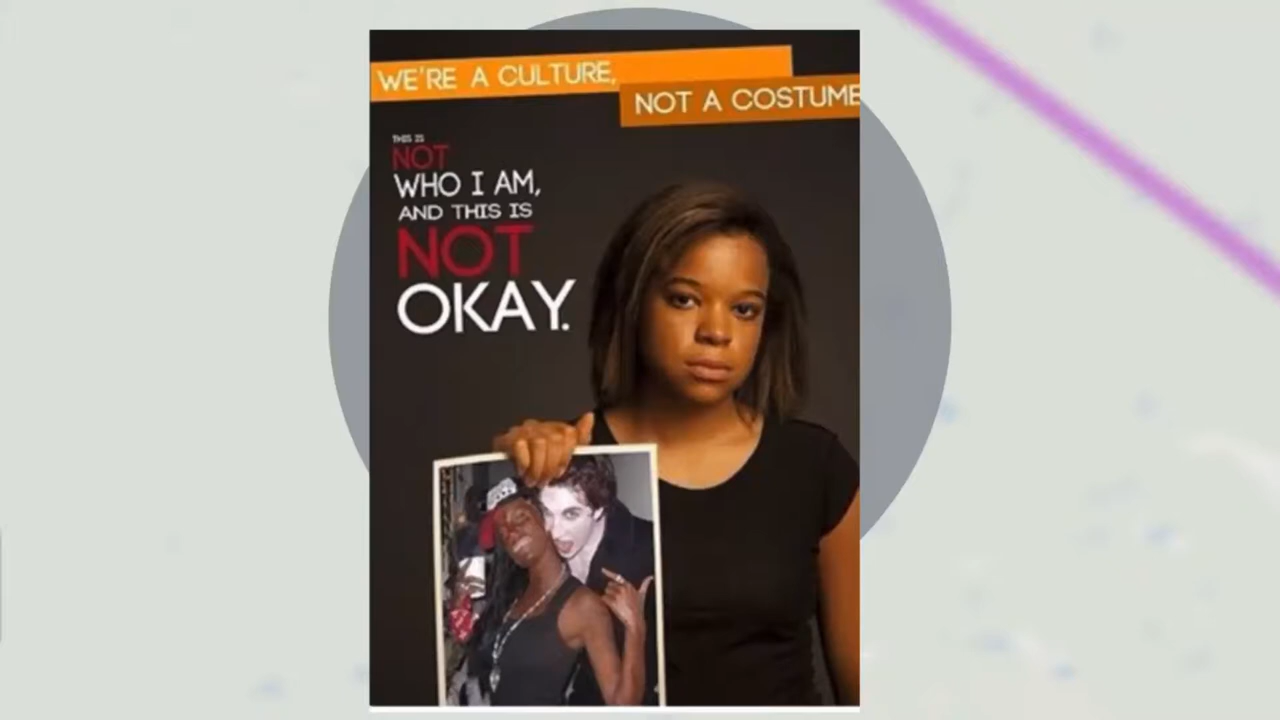 WE'RE A CULTURE,
NOT A COSTUME
THIS IS
NOT
WHO I AM,
AND THIS IS
NOT
OKAY.